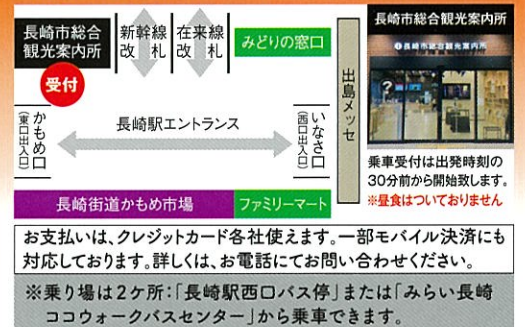 長崎市総合
観光案内所
受付
新幹線
改札
在来線
改札
みどりの窓口
出島メッセ
かもめ口
(東口出入口)
長崎駅エントランス
いなさ口
(西口出入口)
長崎街道かもめ市場
ファミリーマート
長崎市総合観光案内所
長崎市総合観光案内所
乗車受付は出発時刻の
30分前から開始致します。
※昼食はついておりません
お支払いは、クレジットカード各社使えます。一部モバイル決済にも
対応しております。詳しくは、お電話にてお問い合わせください。
※乗り場は2ケ所:「長崎駅西口バス停」または「みらい長崎
ココウォークバスセンター」から乗車できます。